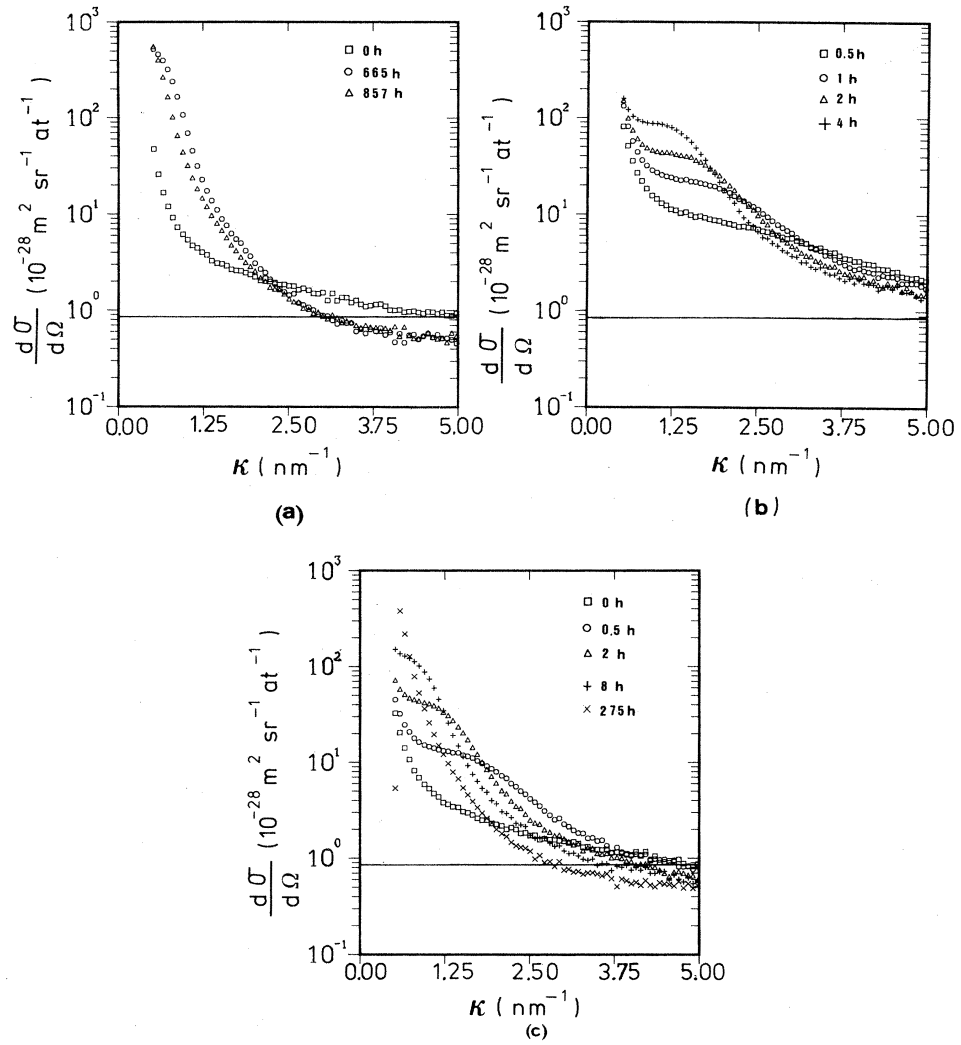 10³
10²
10¹
10⁰
10⁻¹
dσ/dΩ (10⁻²⁸ m² sr⁻¹ at⁻¹)
□ 0 h
○ 665 h
△ 857 h
0.00 1.25 2.50 3.75 5.00
κ ( nm⁻¹ )
(a)
10³
10²
10¹
10⁰
10⁻¹
dσ/dΩ (10⁻²⁸ m² sr⁻¹ at⁻¹)
□ 0.5 h
○ 1 h
△ 2 h
+ 4 h
0.00 1.25 2.50 3.75 5.00
κ ( nm⁻¹ )
(b)
10³
10²
10¹
10⁰
10⁻¹
dσ/dΩ (10⁻²⁸ m² sr⁻¹ at⁻¹)
□ 0h
○ 0.5 h
△ 2 h
+ 8 h
× 275h
0.00 1.25 2.50 3.75 5.00
κ ( nm⁻¹ )
(c)